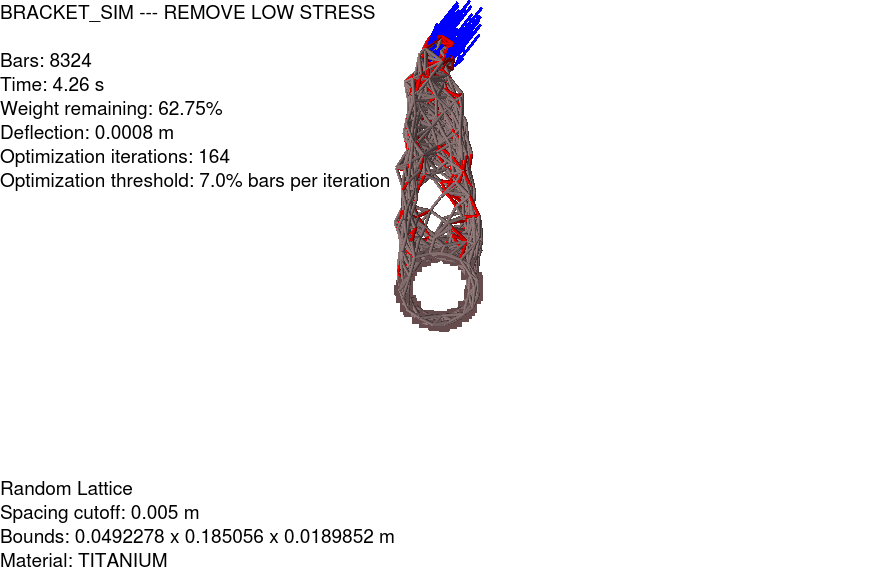 BRACKET_SIM --- REMOVE LOW STRESS
Bars: 8324
Time: 4.26 s
Weight remaining: 62.75%
Deflection: 0.0008 m
Optimization iterations: 164
Optimization threshold: 7.0% bars per iteration
Random Lattice
Spacing cutoff: 0.005 m
Bounds: 0.0492278 x 0.185056 x 0.0189852 m
Material: TITANIUM